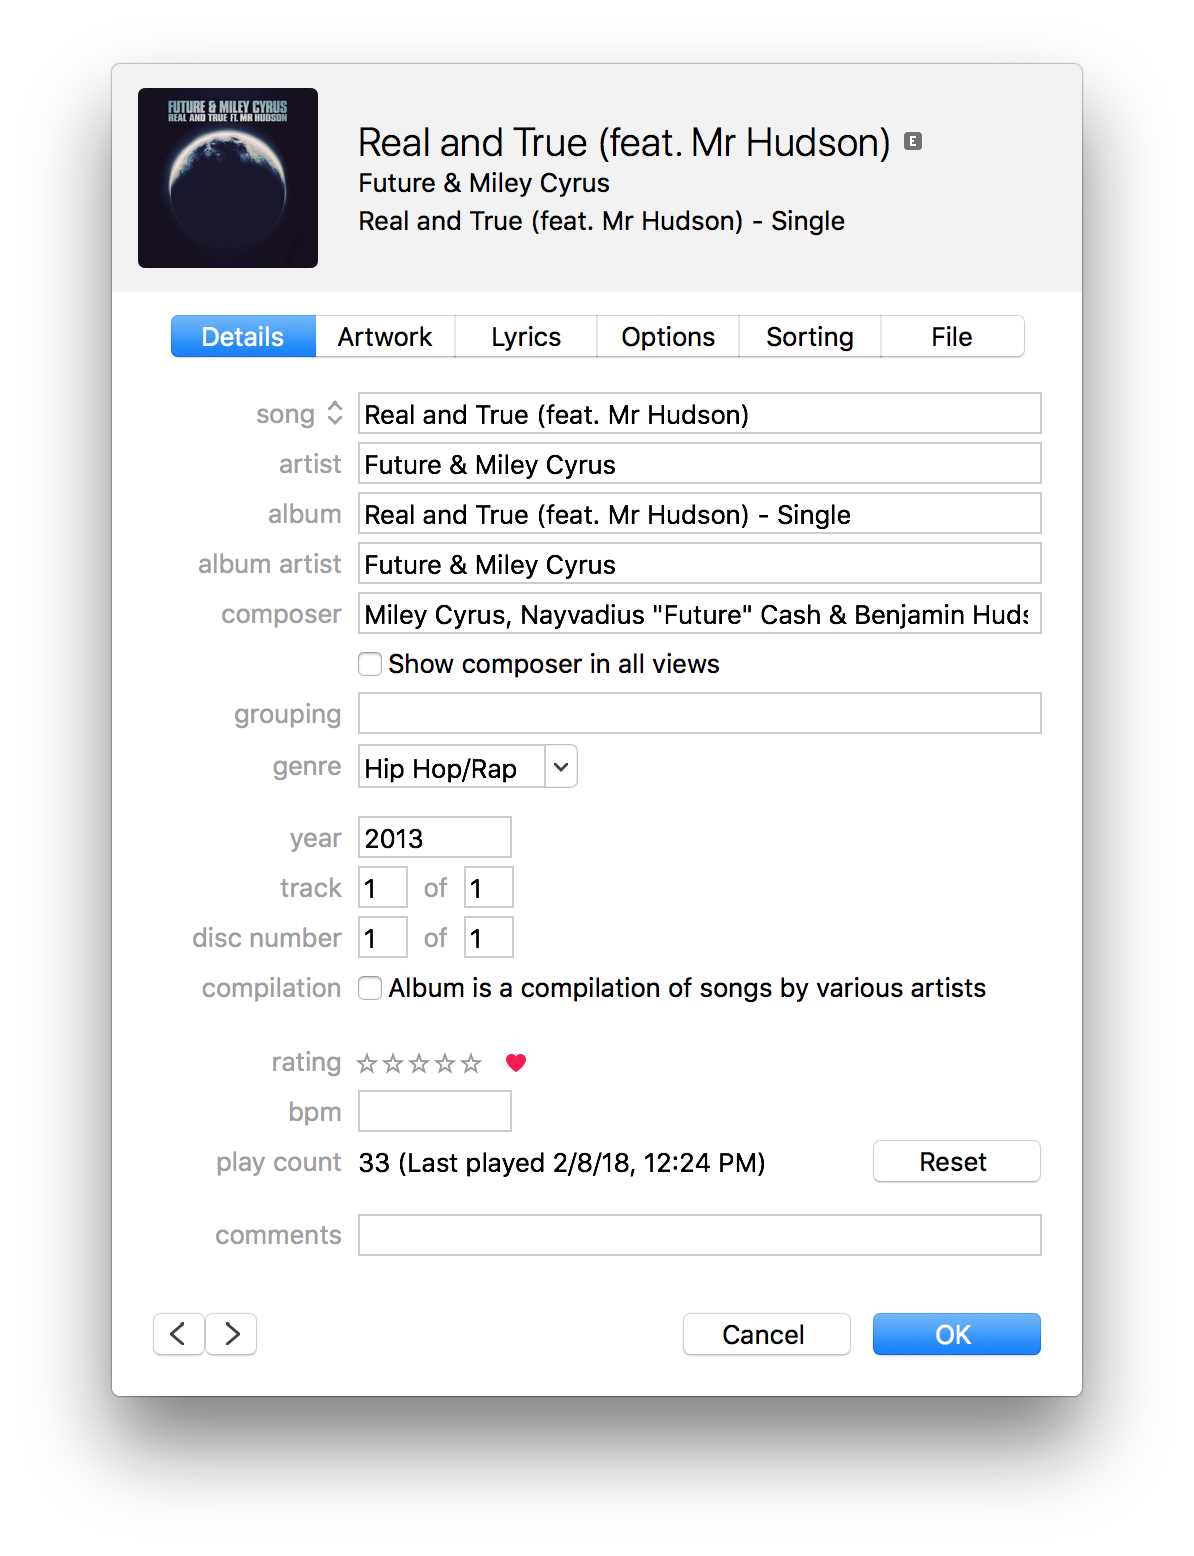 FUTURE & MILEY CYRUS
REAL AND TRUE FT. MR HUDSON
Real and True (feat. Mr Hudson) E
Future & Miley Cyrus
Real and True (feat. Mr Hudson) - Single
Details Artwork Lyrics Options Sorting File
song Real and True (feat. Mr Hudson)
artist Future & Miley Cyrus
album Real and True (feat. Mr Hudson) - Single
album artist Future & Miley Cyrus
composer Miley Cyrus, Nayvadius "Future" Cash & Benjamin Huds
Show composer in all views
grouping
genre Hip Hop/Rap
year 2013
track 1 of 1
disc number 1 of 1
compilation Album is a compilation of songs by various artists
rating
bpm
play count 33 (Last played 2/8/18, 12:24 PM) Reset
comments
Cancel OK